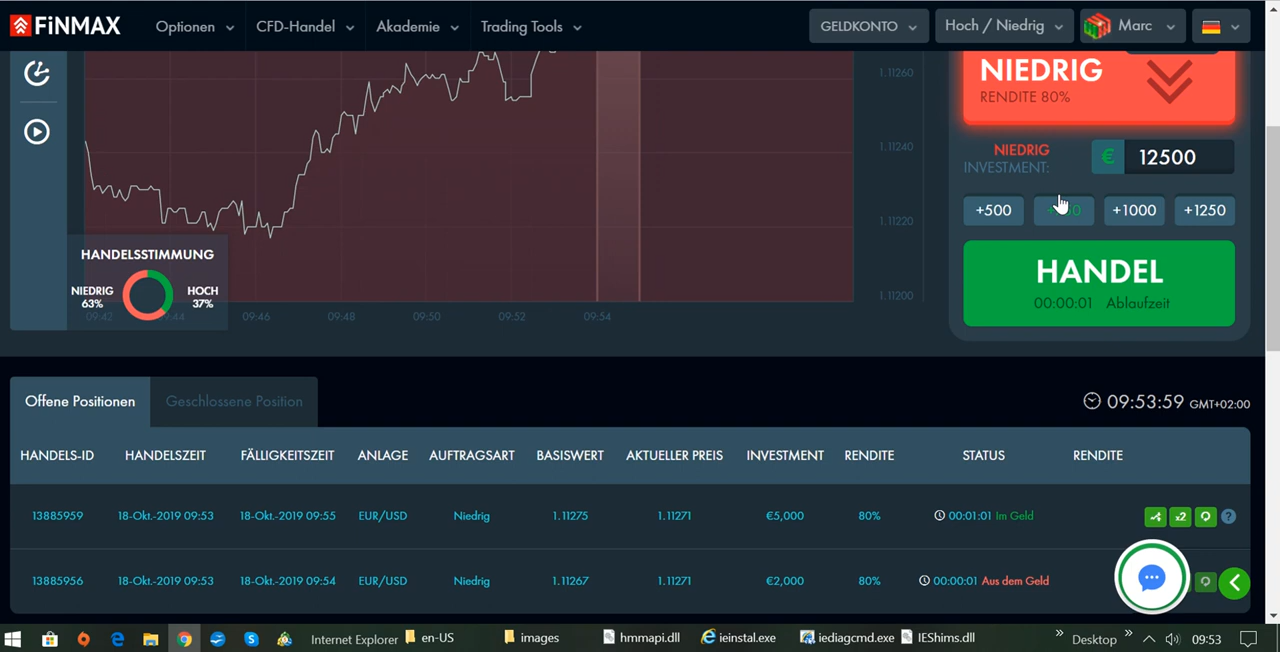 FiNMAX Optionen CFD-Handel Akademie Trading Tools GELDKONTO Hoch / Niedrig Marc
1.11260
1.11240
1.11220
1.11200
HANDELSSTIMMUNG
NIEDRIG
63%
HOCH
37%
09:42 09:46 09:48 09:50 09:52 09:54
NIEDRIG
RENDITE 80%
NIEDRIG
INVESTMENT:
€ 12500
+500 +1000 +1250
HANDEL
00:00:01 Ablaufzeit
Offene Positionen Geschlossene Position
09:53:59 GMT+02:00
HANDELS-ID HANDELSZEIT FÄLLIGKEITSZEIT ANLAGE AUFTRAGSART BASISWERT AKTUELLER PREIS INVESTMENT RENDITE STATUS RENDITE
13885959 18-Okt.-2019 09:53 18-Okt.-2019 09:55 EUR/USD Niedrig 1.11275 1.11271 €5,000 80% 00:01:01 Im Geld x2 ?
13885956 18-Okt.-2019 09:53 18-Okt.-2019 09:54 EUR/USD Niedrig 1.11267 1.11271 €2,000 80% 00:00:01 Aus dem Geld
Internet Explorer en-US images hmmapi.dll ieinstal.exe iediagcmd.exe IEShims.dll » Desktop » 09:53